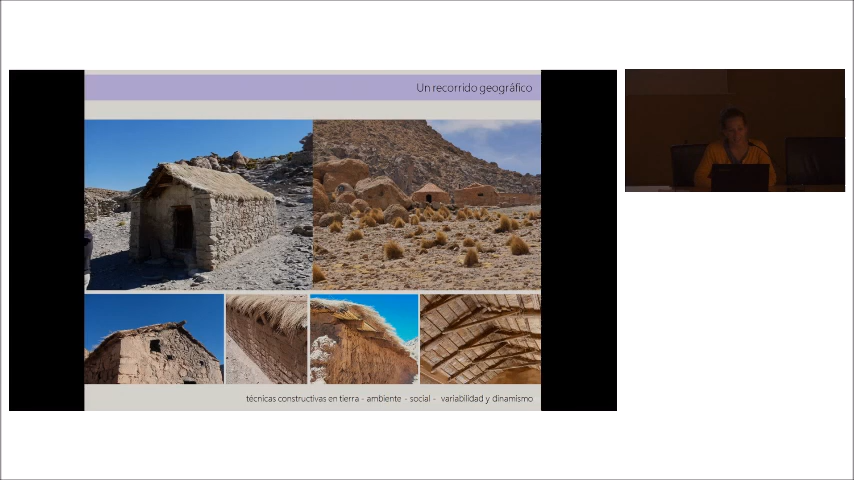 Un recorrido geográfico
técnicas constructivas en tierra - ambiente - social - variabilidad y dinamismo